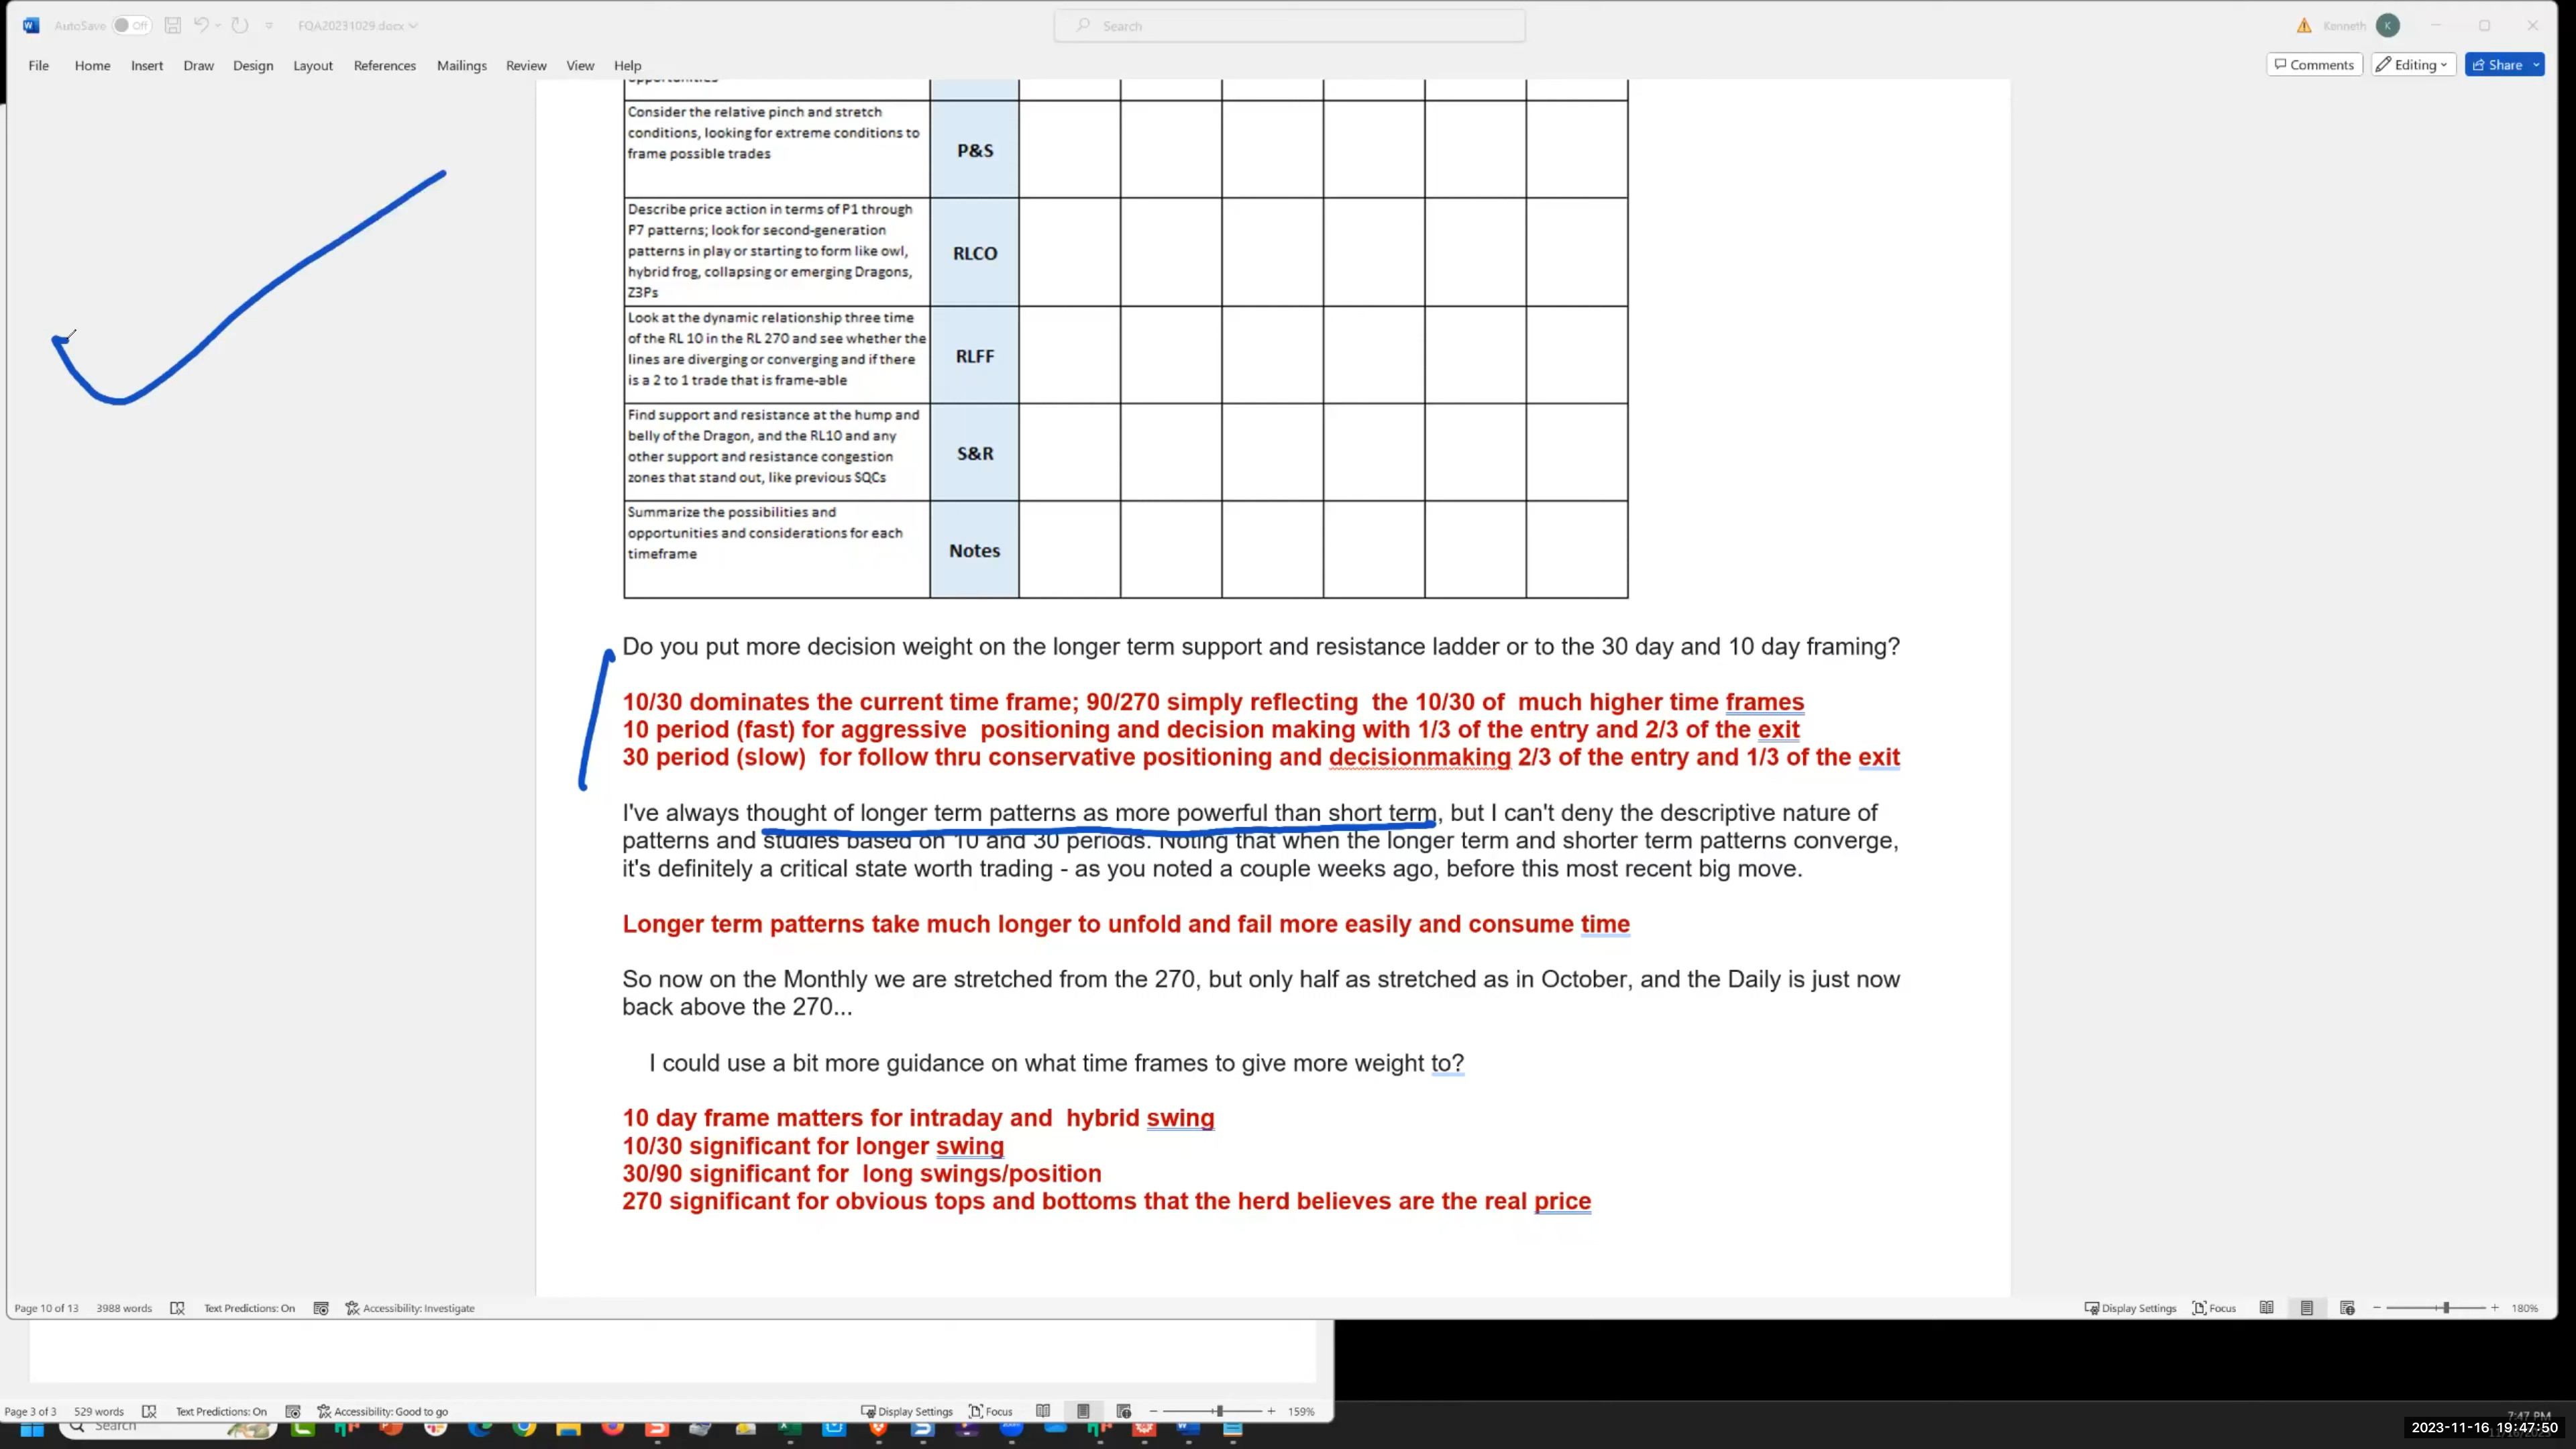 AutoSave Off FQA20231029.docx Search Kenneth K
File Home Insert Draw Design Layout References Mailings Review View Help Comments Editing Share
opportunities
Consider the relative pinch and stretch
conditions, looking for extreme conditions to
frame possible trades
P&S
Describe price action in terms of P1 through
P7 patterns; look for second-generation
patterns in play or starting to form like owl,
hybrid frog, collapsing or emerging Dragons,
Z3Ps
RLCO
Look at the dynamic relationship three time
of the RL 10 in the RL 270 and see whether the
lines are diverging or converging and if there
is a 2 to 1 trade that is frame-able
RLFF
Find support and resistance at the hump and
belly of the Dragon, and the RL10 and any
other support and resistance congestion
zones that stand out, like previous SQCs
S&R
Summarize the possibilities and
opportunities and considerations for each
timeframe
Notes
Do you put more decision weight on the longer term support and resistance ladder or to the 30 day and 10 day framing?
10/30 dominates the current time frame; 90/270 simply reflecting the 10/30 of much higher time frames
10 period (fast) for aggressive positioning and decision making with 1/3 of the entry and 2/3 of the exit
30 period (slow) for follow thru conservative positioning and decisionmaking 2/3 of the entry and 1/3 of the exit
I've always thought of longer term patterns as more powerful than short term, but I can't deny the descriptive nature of
patterns and studies based on 10 and 30 periods. Noting that when the longer term and shorter term patterns converge,
it's definitely a critical state worth trading - as you noted a couple weeks ago, before this most recent big move.
Longer term patterns take much longer to unfold and fail more easily and consume time
So now on the Monthly we are stretched from the 270, but only half as stretched as in October, and the Daily is just now
back above the 270...
I could use a bit more guidance on what time frames to give more weight to?
10 day frame matters for intraday and hybrid swing
10/30 significant for longer swing
30/90 significant for long swings/position
270 significant for obvious tops and bottoms that the herd believes are the real price
Page 10 of 13 3988 words Text Predictions: On Accessibility: Investigate Display Settings Focus 180%
Page 3 of 3 529 words Text Predictions: On Accessibility: Good to go Display Settings Focus 159%
Search
7:47 PM
2023-11-16 19:47:50